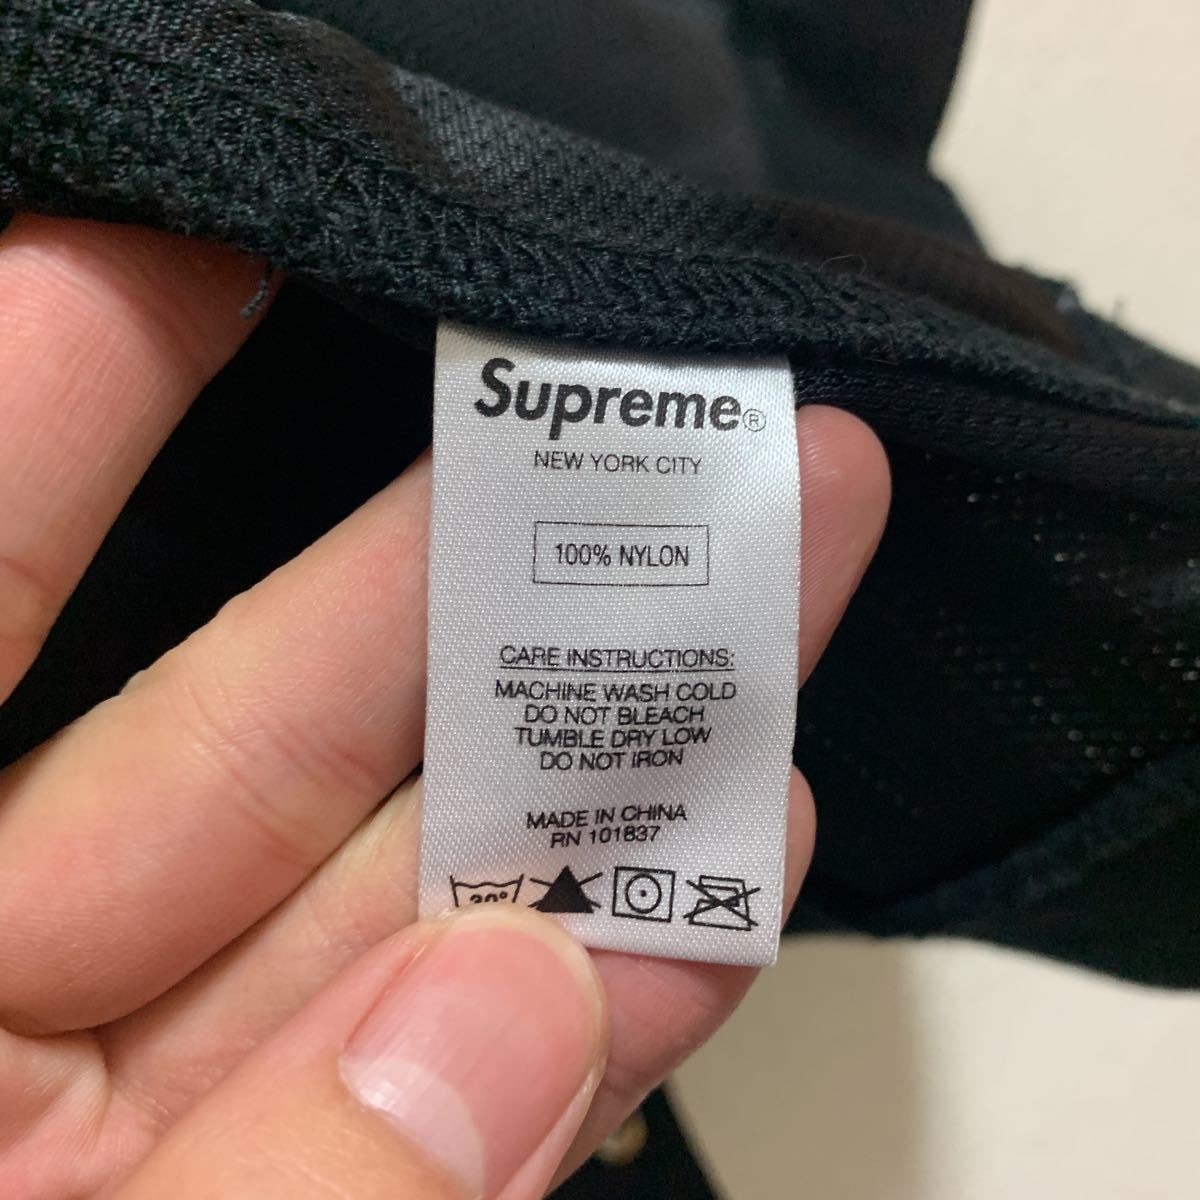 Supreme®
NEW YORK CITY
100% NYLON
CARE INSTRUCTIONS:
MACHINE WASH COLD
DO NOT BLEACH
TUMBLE DRY LOW
DO NOT IRON
MADE IN CHINA
RN 101837
30°